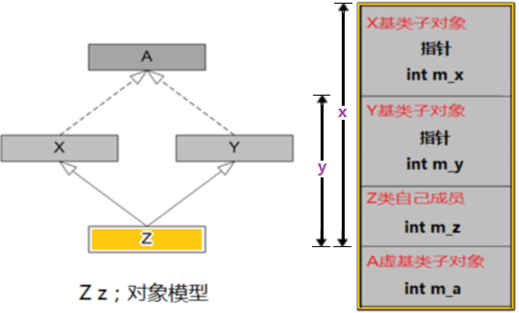 A
X
Y
Z
Z z ; 对象模型
x
y
X基类子对象
指针
int m_x
Y基类子对象
指针
int m_y
Z类自己成员
int m_z
A虚基类子对象
int m_a